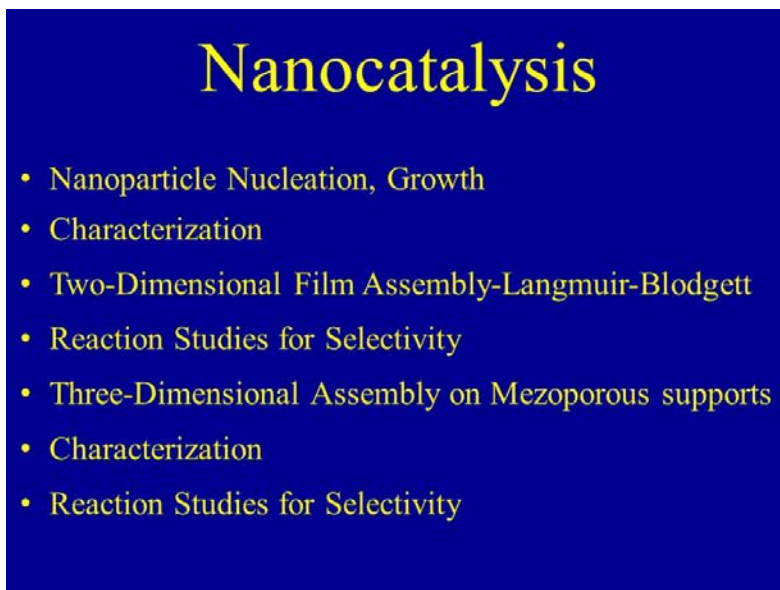 Nanocatalysis
• Nanoparticle Nucleation, Growth
• Characterization
• Two-Dimensional Film Assembly-Langmuir-Blodgett
• Reaction Studies for Selectivity
• Three-Dimensional Assembly on Mezoporous supports
• Characterization
• Reaction Studies for Selectivity